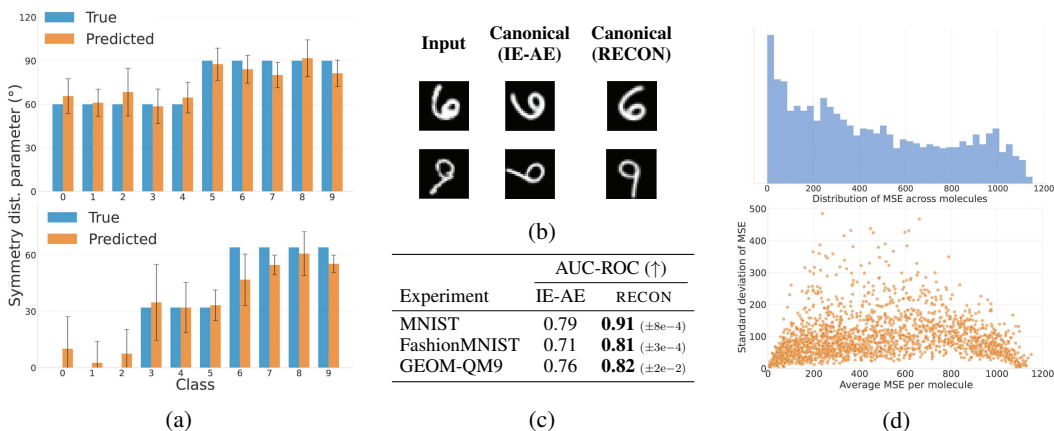 120
90
60
30
0
True
Predicted
0 1 2 3 4 5 6 7 8 9
Symmetry dist. parameter (°)
True
Predicted
60
30
0
0 1 2 3 4 5 6 7 8 9
Class
(a)
Input
Canonical
(IE-AE)
Canonical
(RECON)
(b)
AUC-ROC (↑)
Experiment IE-AE RECON
MNIST 0.79 0.91 (±8e−4)
FashionMNIST 0.71 0.81 (±3e−4)
GEOM-QM9 0.76 0.82 (±2e−2)
(c)
0 200 400 600 800 1000 1200
Distribution of MSE across molecules
500
400
300
200
100
0
Standard deviation of MSE
0 200 400 600 800 1000 1200
Average MSE per molecule
(d)